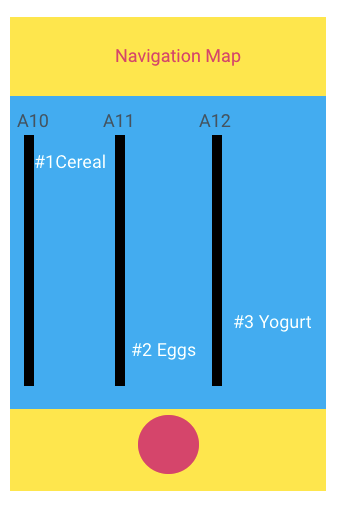 Navigation Map
A10 A11 A12
#1Cereal
#3 Yogurt
#2 Eggs